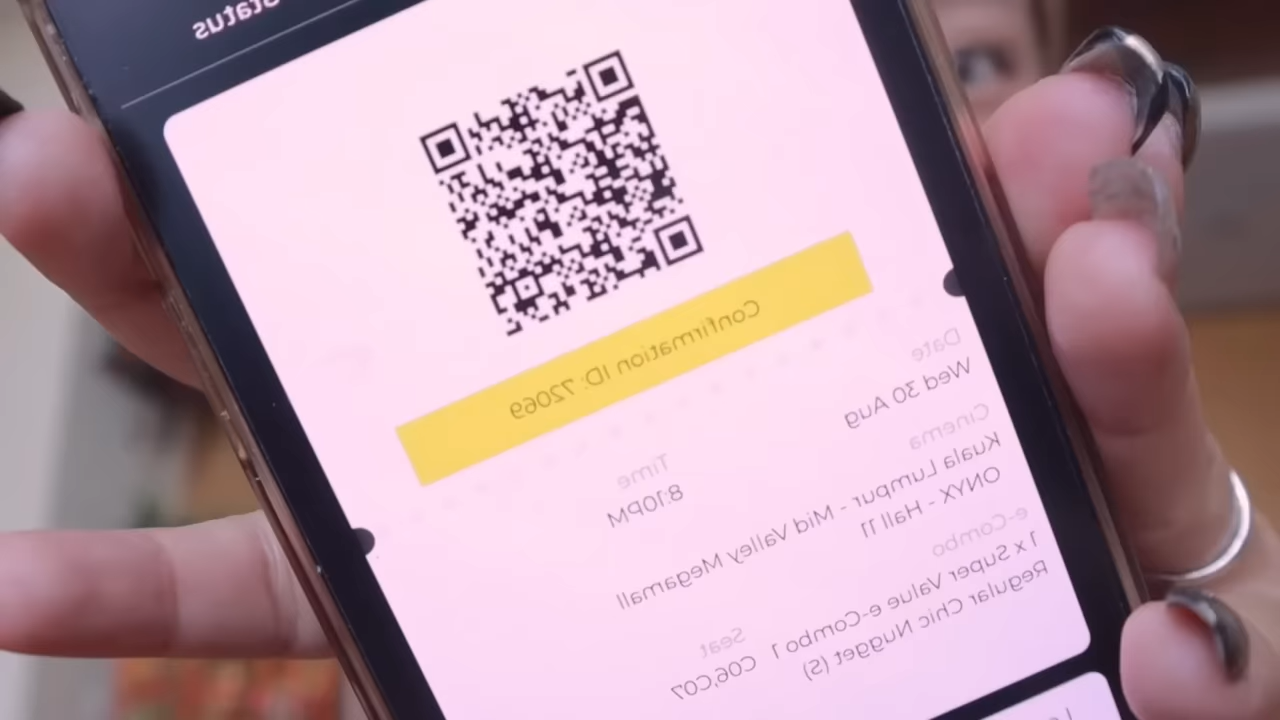 Status
Confirmation ID: 72069
Date
Wed 30 Aug
Time
8:10PM
Cinema
Kuala Lumpur - Mid Valley Megamall
ONYX - Hall 11
e-Combo
1 x Super Value e-Combo 1
Regular Chic Nugget (S)
Seat
C06,C07